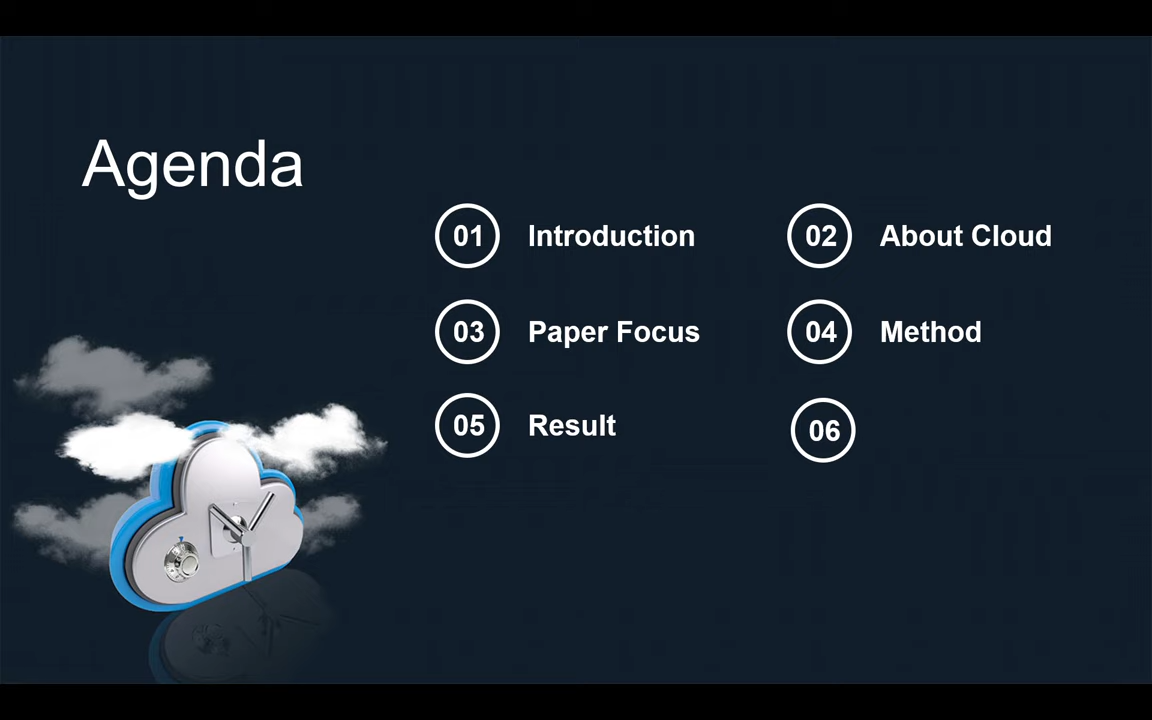 Agenda
01 Introduction
02 About Cloud
03 Paper Focus
04 Method
05 Result
06